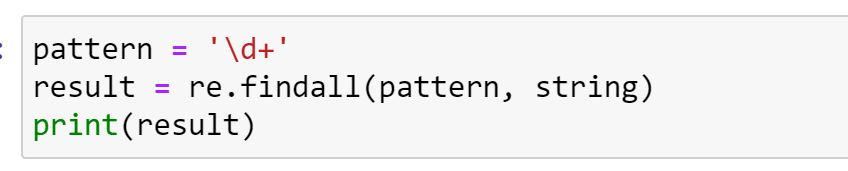 pattern = '\d+'
result = re.findall(pattern, string)
print(result)